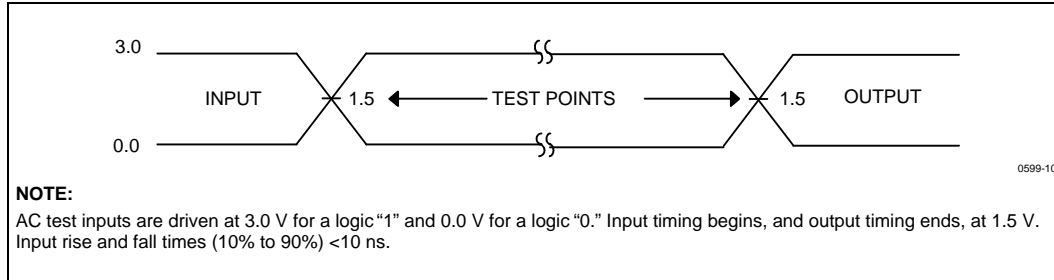 3.0
INPUT 1.5 TEST POINTS 1.5 OUTPUT
0.0
0599-10
NOTE:
AC test inputs are driven at 3.0 V for a logic “1” and 0.0 V for a logic “0.” Input timing begins, and output timing ends, at 1.5 V.
Input rise and fall times (10% to 90%) <10 ns.